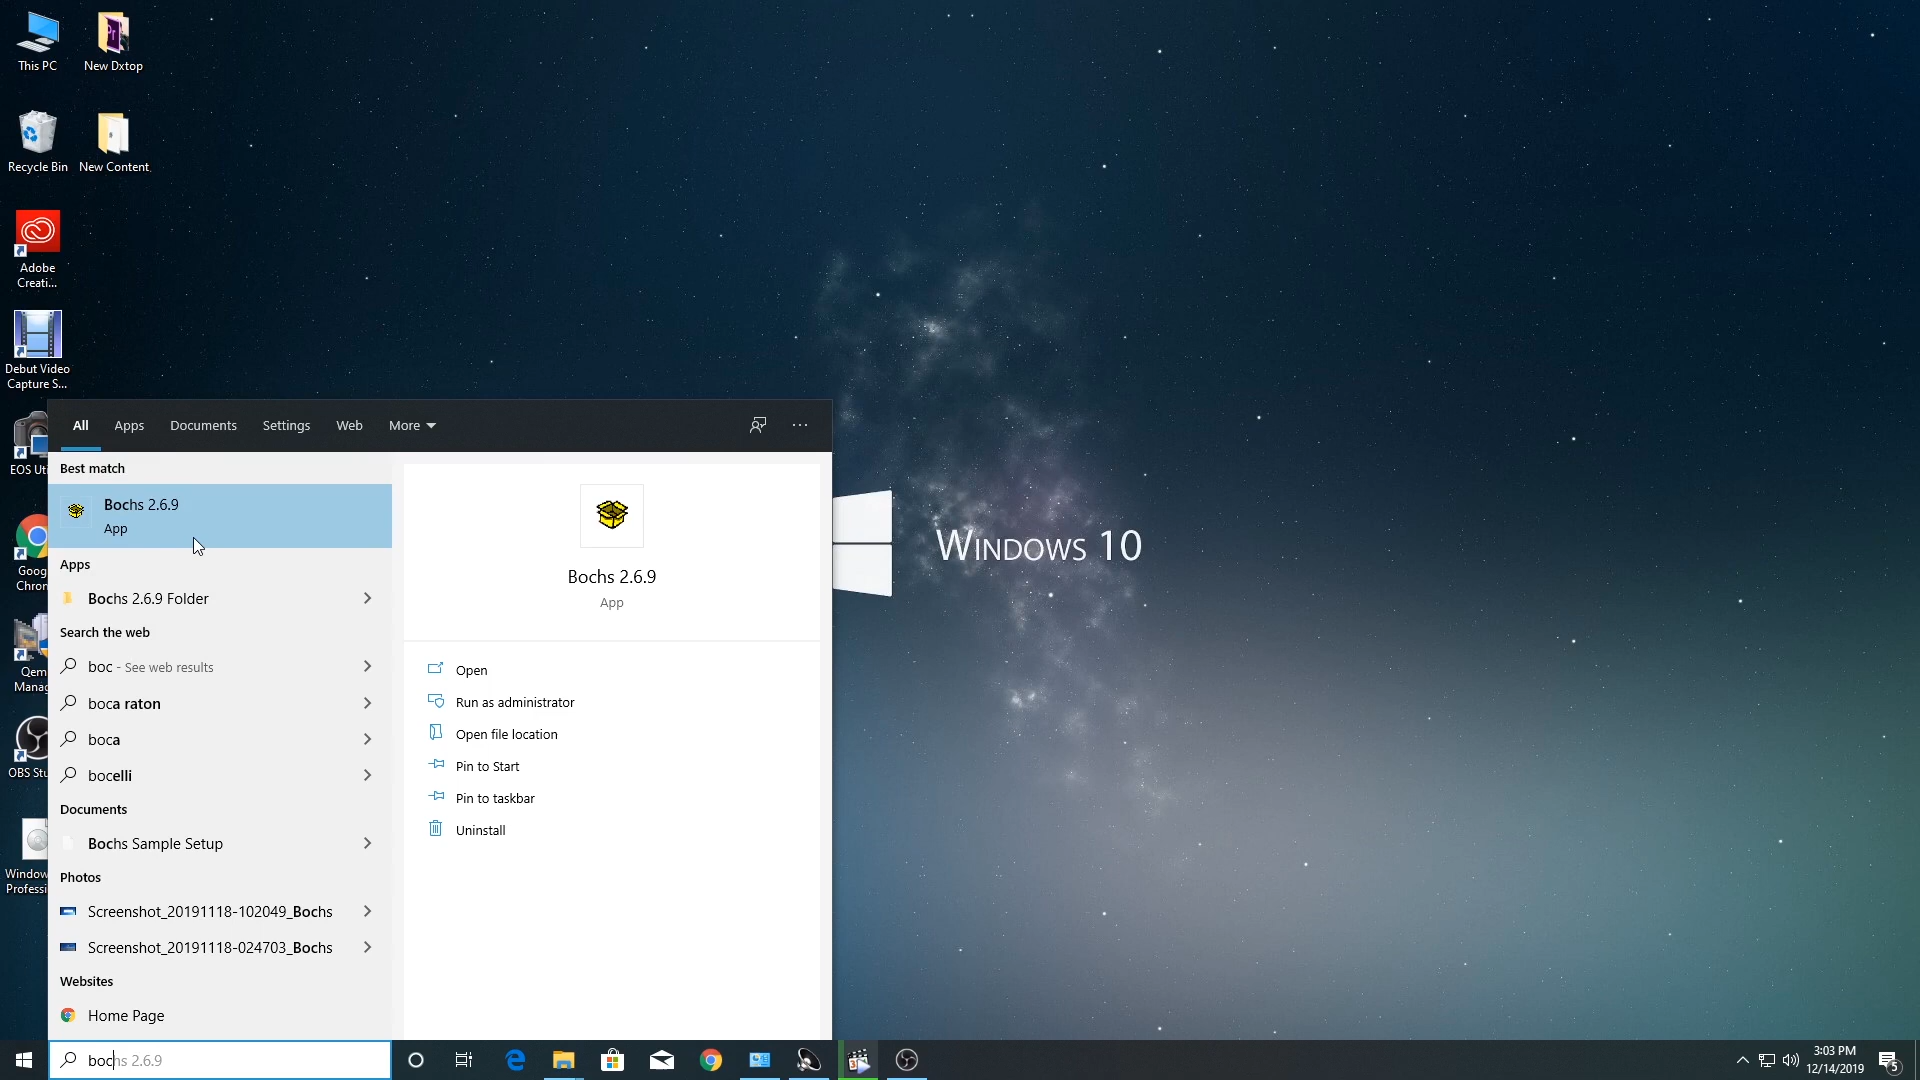 This PC
New Dxtop
Recycle Bin
New Content
Adobe
Creati...
Debut Video
Capture S...
EOS Uti
Goog
Chron
Qem
Manag
OBS Stu
Window
Professi
All
Apps
Documents
Settings
Web
More
Best match
Bochs 2.6.9
App
Apps
Bochs 2.6.9 Folder
Search the web
boc - See web results
boca raton
boca
bocelli
Documents
Bochs Sample Setup
Photos
Screenshot_20191118-102049_Bochs
Screenshot_20191118-024703_Bochs
Websites
Home Page
bochs 2.6.9
Bochs 2.6.9
App
Open
Run as administrator
Open file location
Pin to Start
Pin to taskbar
Uninstall
Windows 10
3:03 PM
12/14/2019
5